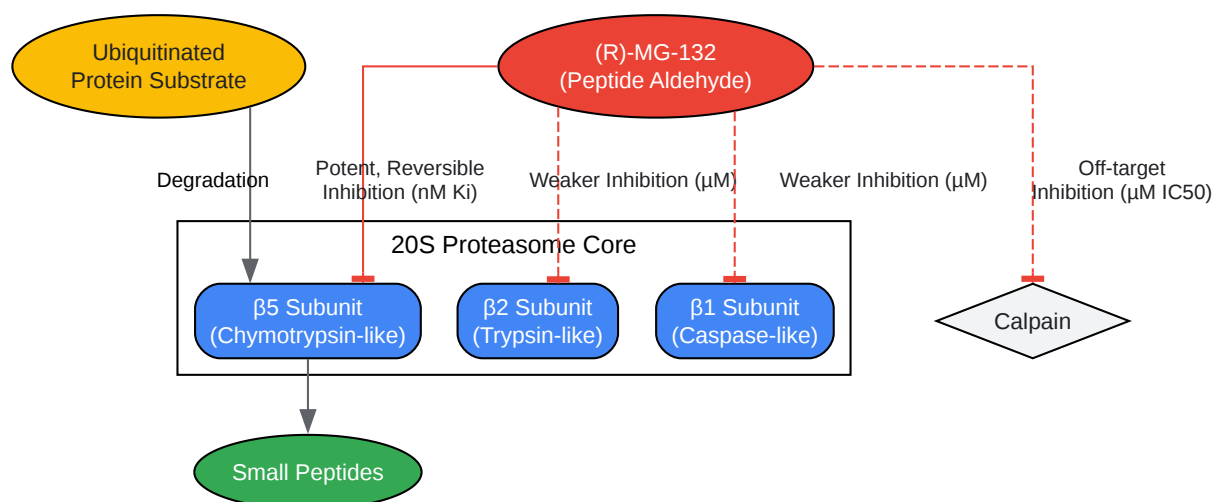 Ubiquitinated
Protein Substrate
(R)-MG-132
(Peptide Aldehyde)
Degradation
Potent, Reversible
Inhibition (nM Ki)
Weaker Inhibition (µM)
Weaker Inhibition (µM)
Off-target
Inhibition (µM IC50)
20S Proteasome Core
β5 Subunit
(Chymotrypsin-like)
β2 Subunit
(Trypsin-like)
β1 Subunit
(Caspase-like)
Calpain
Small Peptides